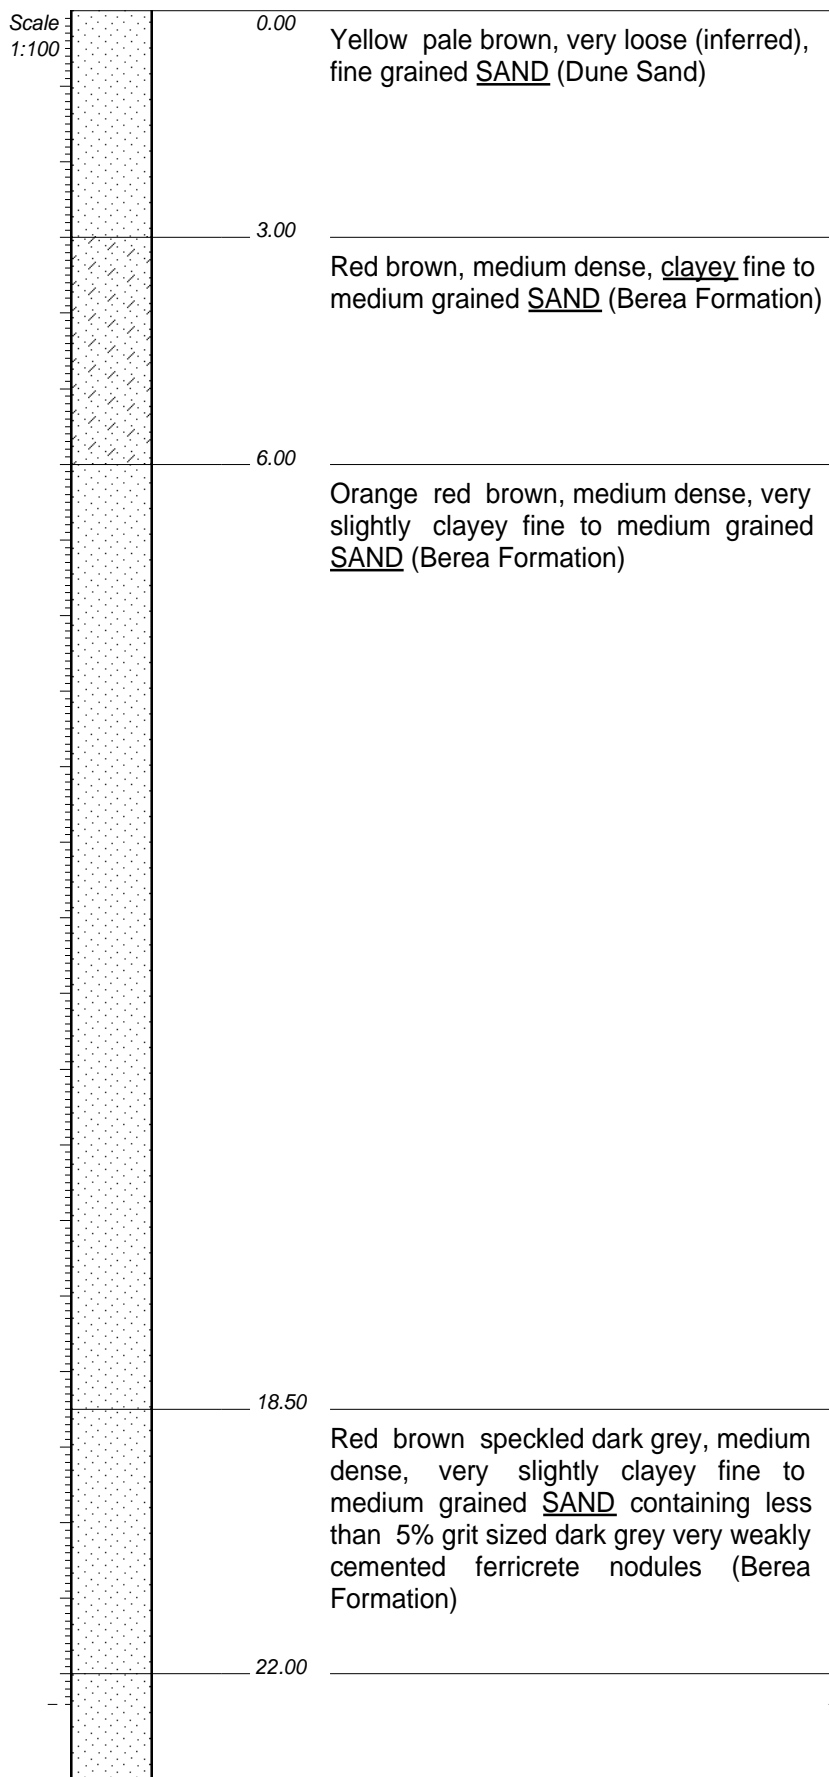 Scale
1:100
0.00
Yellow pale brown, very loose (inferred),
fine grained SAND (Dune Sand)
3.00
Red brown, medium dense, clayey fine to
medium grained SAND (Berea Formation)
6.00
Orange red brown, medium dense, very
slightly clayey fine to medium grained
SAND (Berea Formation)
18.50
Red brown speckled dark grey, medium
dense, very slightly clayey fine to
medium grained SAND containing less
than 5% grit sized dark grey very weakly
cemented ferricrete nodules (Berea
Formation)
22.00